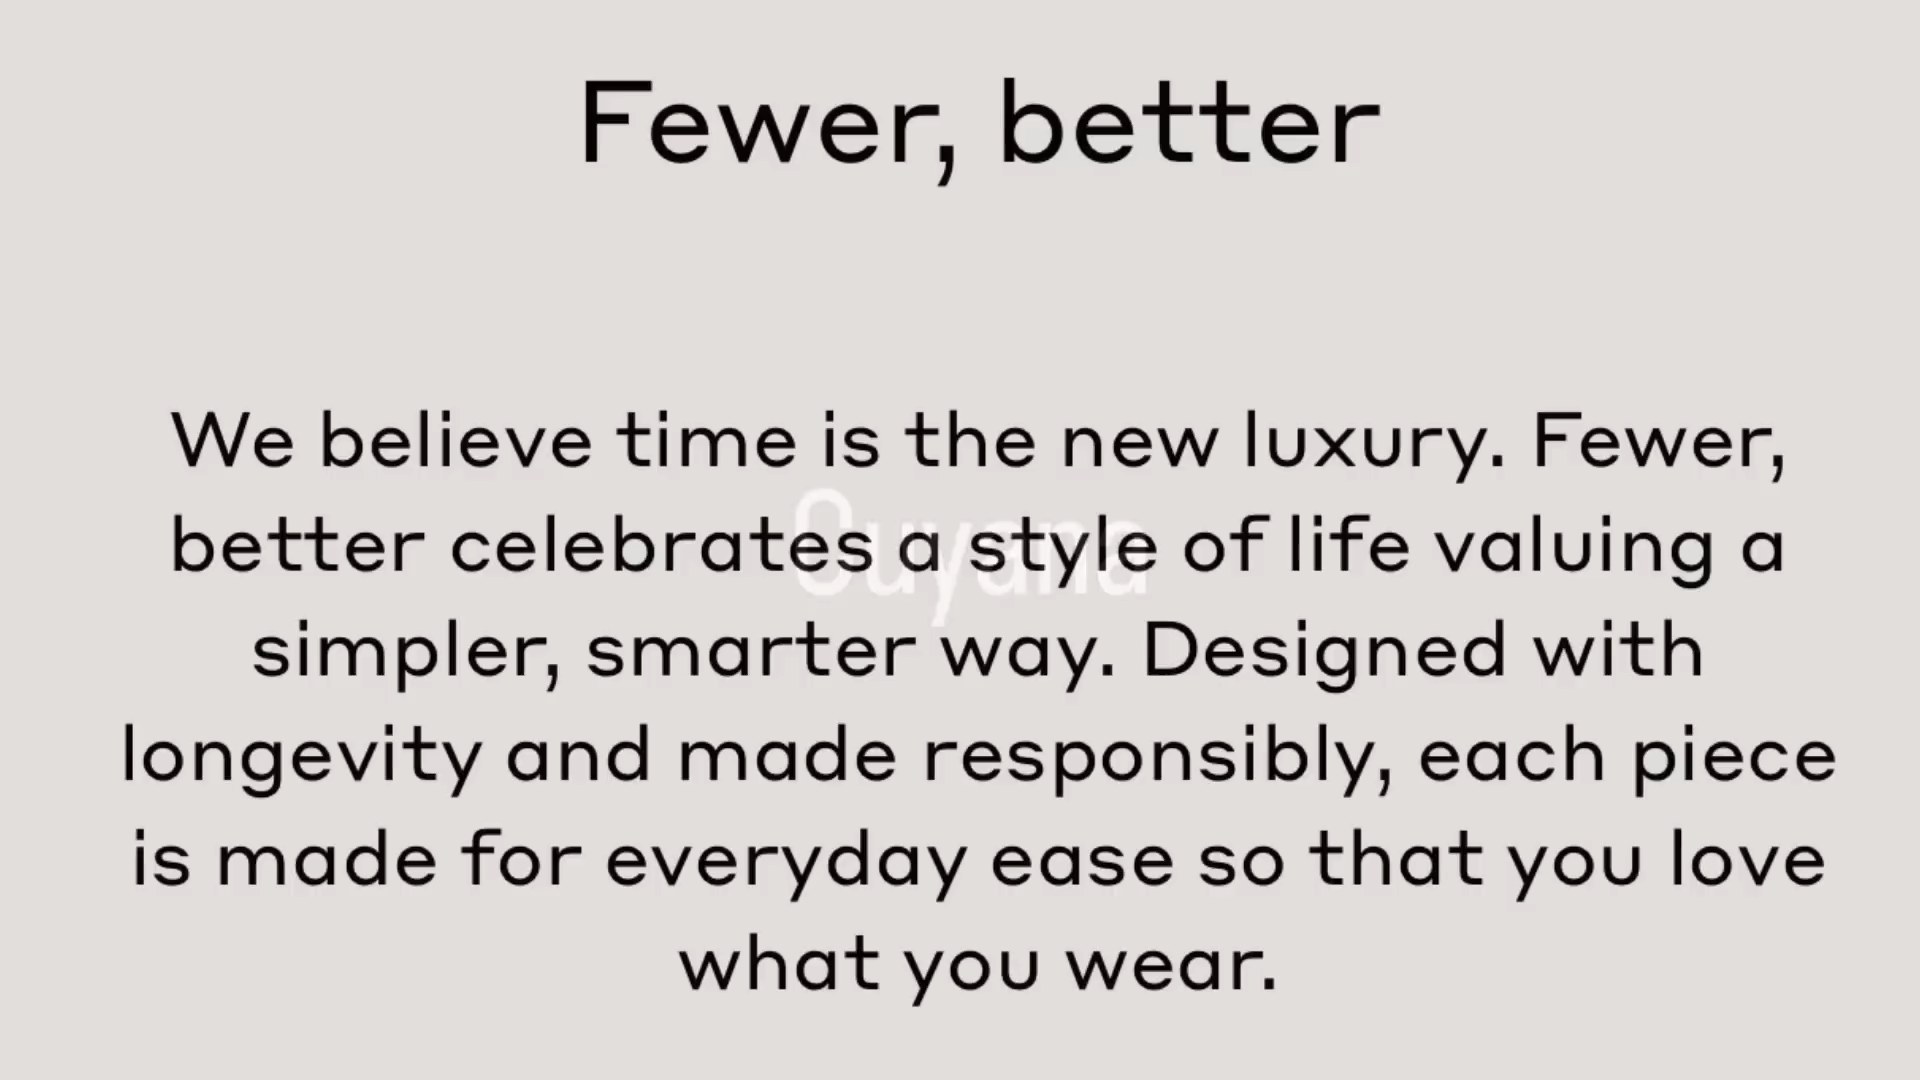 Fewer, better
We believe time is the new luxury. Fewer,
better celebrates a style of life valuing a
simpler, smarter way. Designed with
longevity and made responsibly, each piece
is made for everyday ease so that you love
what you wear.
Cuyana